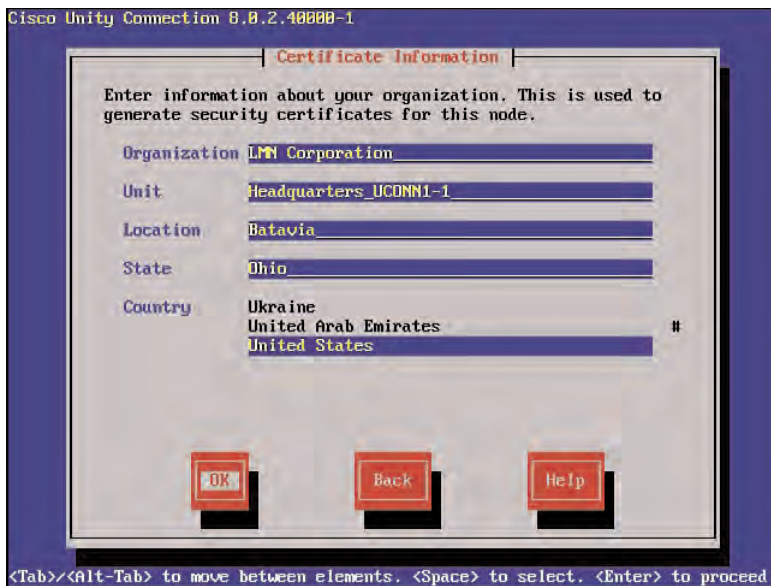 Cisco Unity Connection 8.0.2.40000-1
Certificate Information
Enter information about your organization. This is used to
generate security certificates for this node.
Organization LMN Corporation
Unit Headquarters_UCONN1-1
Location Batavia
State Ohio
Country Ukraine
United Arab Emirates #
United States
OK Back Help
<Tab>/<Alt-Tab> to move between elements. <Space> to select. <Enter> to proceed